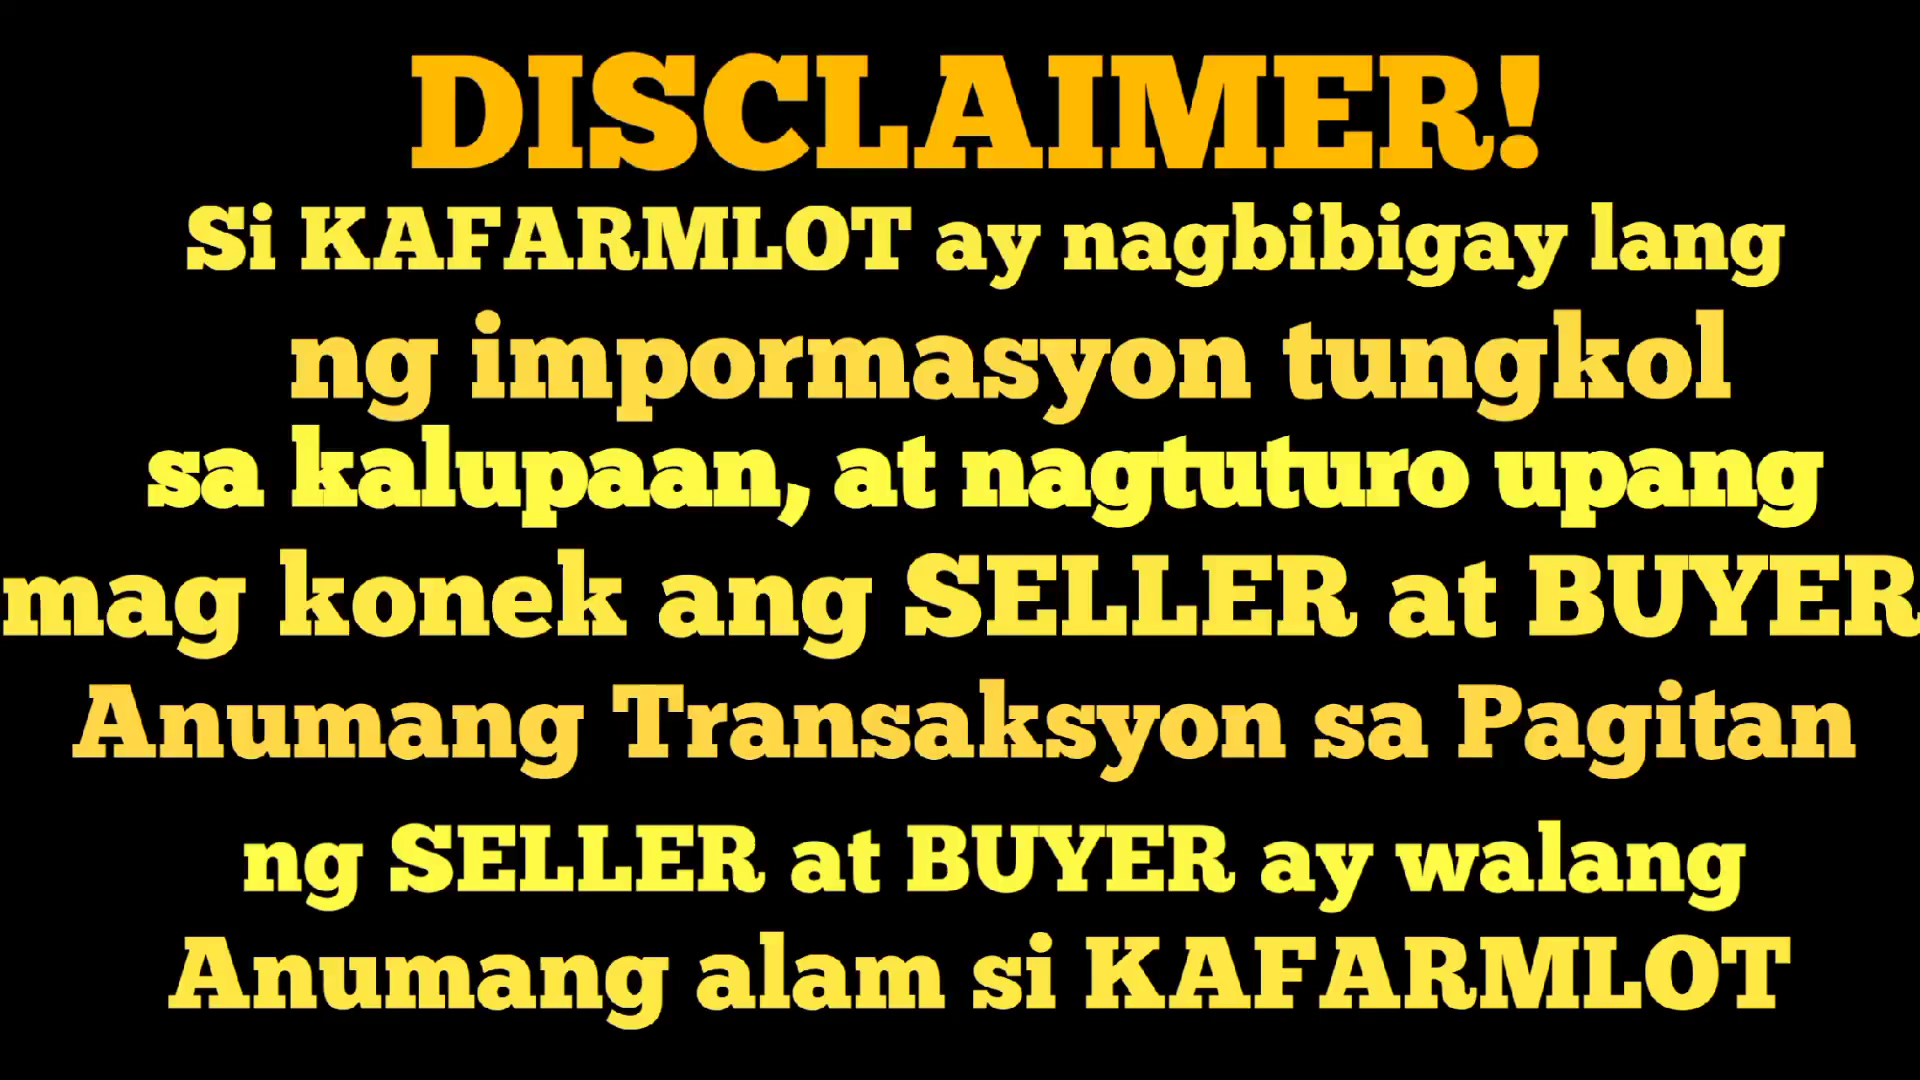 DISCLAIMER!
Si KAFARMLOT ay nagbibigay lang
ng impormasyon tungkol
sa kalupaan, at nagtuturo upang
mag konek ang SELLER at BUYER
Anumang Transaksyon sa Pagitan
ng SELLER at BUYER ay walang
Anumang alam si KAFARMLOT